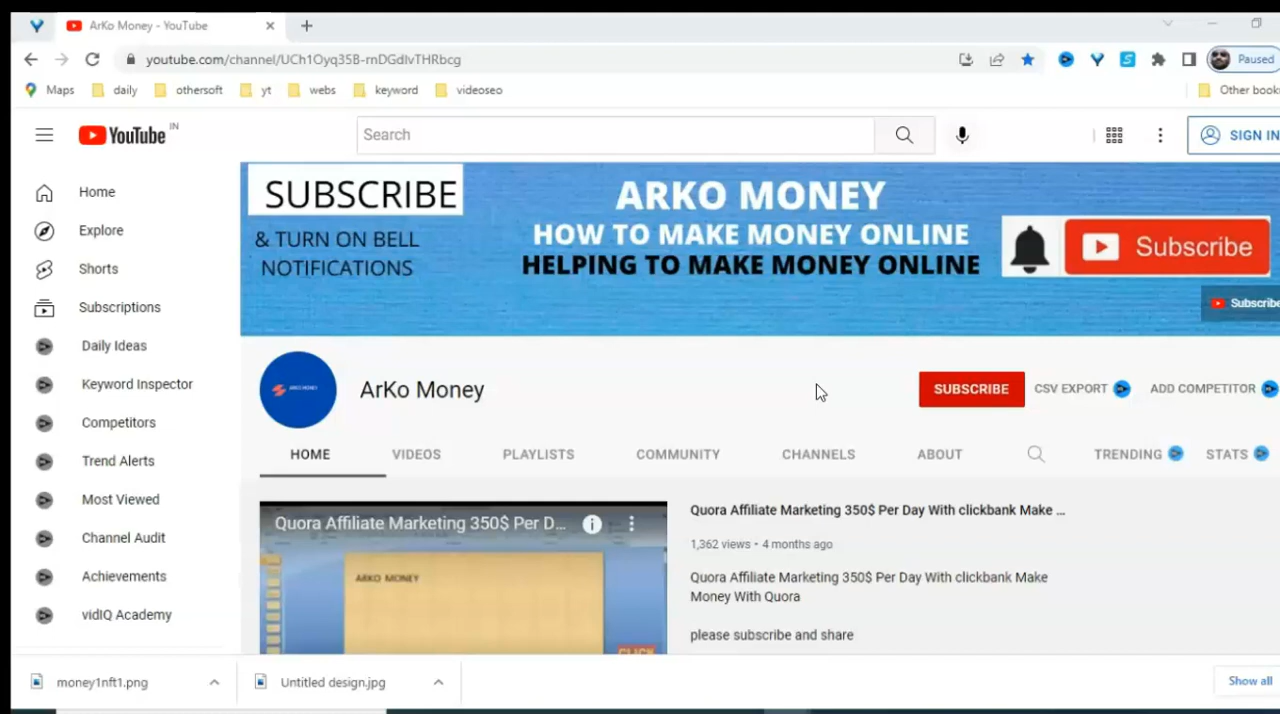 ArKo Money - YouTube
youtube.com/channel/UCh1Oyq35B-rnDGdIvTHRbcg
Paused
Maps
daily
othersoft
yt
webs
keyword
videoseo
Other book
YouTube IN
Search
SIGN IN
Home
Explore
Shorts
Subscriptions
Daily Ideas
Keyword Inspector
Competitors
Trend Alerts
Most Viewed
Channel Audit
Achievements
vidIQ Academy
SUBSCRIBE
& TURN ON BELL
NOTIFICATIONS
ARKO MONEY
HOW TO MAKE MONEY ONLINE
HELPING TO MAKE MONEY ONLINE
Subscribe
Subscribe
ARKO MONEY
ArKo Money
SUBSCRIBE
CSV EXPORT
ADD COMPETITOR
HOME
VIDEOS
PLAYLISTS
COMMUNITY
CHANNELS
ABOUT
TRENDING
STATS
Quora Affiliate Marketing 350$ Per D...
ARKO MONEY
CLICK
Quora Affiliate Marketing 350$ Per Day With clickbank Make ...
1,362 views • 4 months ago
Quora Affiliate Marketing 350$ Per Day With clickbank Make
Money With Quora
please subscribe and share
money1nft1.png
Untitled design.jpg
Show all